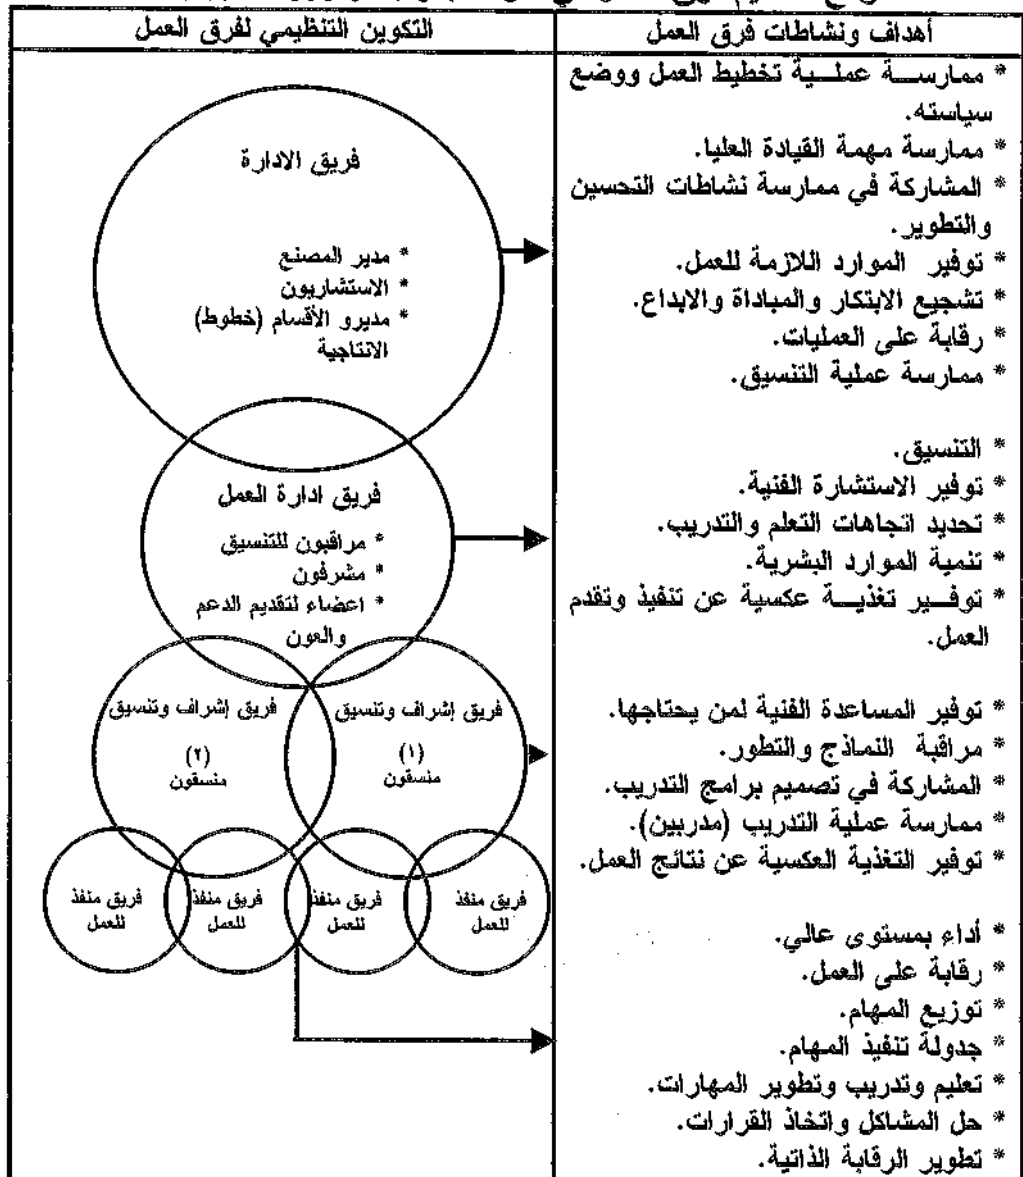 أهداف ونشاطات فرق العمل
التكوين التنظيمي لفرق العمل
* ممارسة عملية تخطيط العمل ووضع
سياسته.
* ممارسة مهمة القيادة العليا.
* المشاركة في ممارسة نشاطات التحسين
والتطوير.
* توفير الموارد اللازمة للعمل.
* تشجيع الابتكار والمباداة والابداع.
* رقابة على العمليات.
* ممارسة عملية التنسيق.
* التنسيق.
* توفير الاستشارة الفنية.
* تحديد اتجاهات التعلم والتدريب.
* تنمية الموارد البشرية.
* توفير تغذية عكسية عن تنفيذ وتقدم
العمل.
* توفير المساعدة الفنية لمن يحتاجها.
* مراقبة النماذج والتطور.
* المشاركة في تصميم برامج التدريب.
* ممارسة عملية التدريب (مدربين).
* توفير التغذية العكسية عن نتائج العمل.
* أداء بمستوى عالي.
* رقابة على العمل.
* توزيع المهام.
* جدولة تنفيذ المهام.
* تعليم وتدريب وتطوير المهارات.
* حل المشاكل واتخاذ القرارات.
* تطوير الرقابة الذاتية.
فريق الادارة
* مدير المصنع
* الاستشاريون
* مديرو الأقسام (خطوط)
الانتاجية
فريق ادارة العمل
* مراقبون للتنسيق
* مشرفون
* اعضاء لتقديم الدعم
والعون
فريق إشراف وتنسيق
(١)
منسقون
فريق إشراف وتنسيق
(٢)
منسقون
فريق منفذ
للعمل
فريق منفذ
للعمل
فريق منفذ
للعمل
فريق منفذ
للعمل